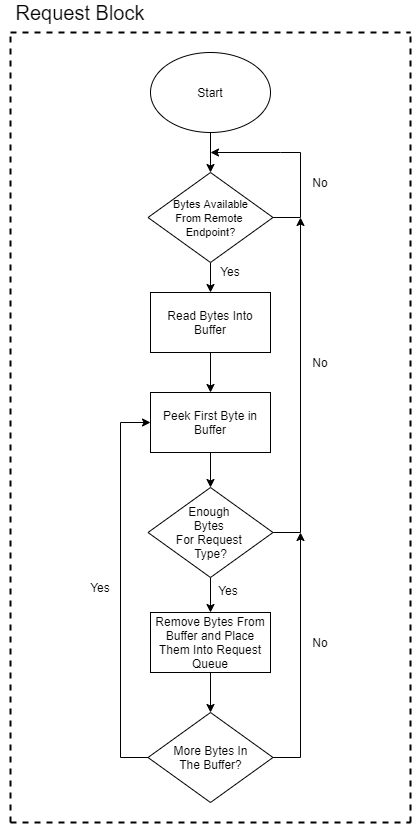 Request Block
Start
No
Bytes Available
From Remote
Endpoint?
Yes
Read Bytes Into
Buffer
No
Peek First Byte in
Buffer
Enough
Bytes
For Request
Type?
Yes
Yes
Remove Bytes From
Buffer and Place
Them Into Request
Queue
No
More Bytes In
The Buffer?